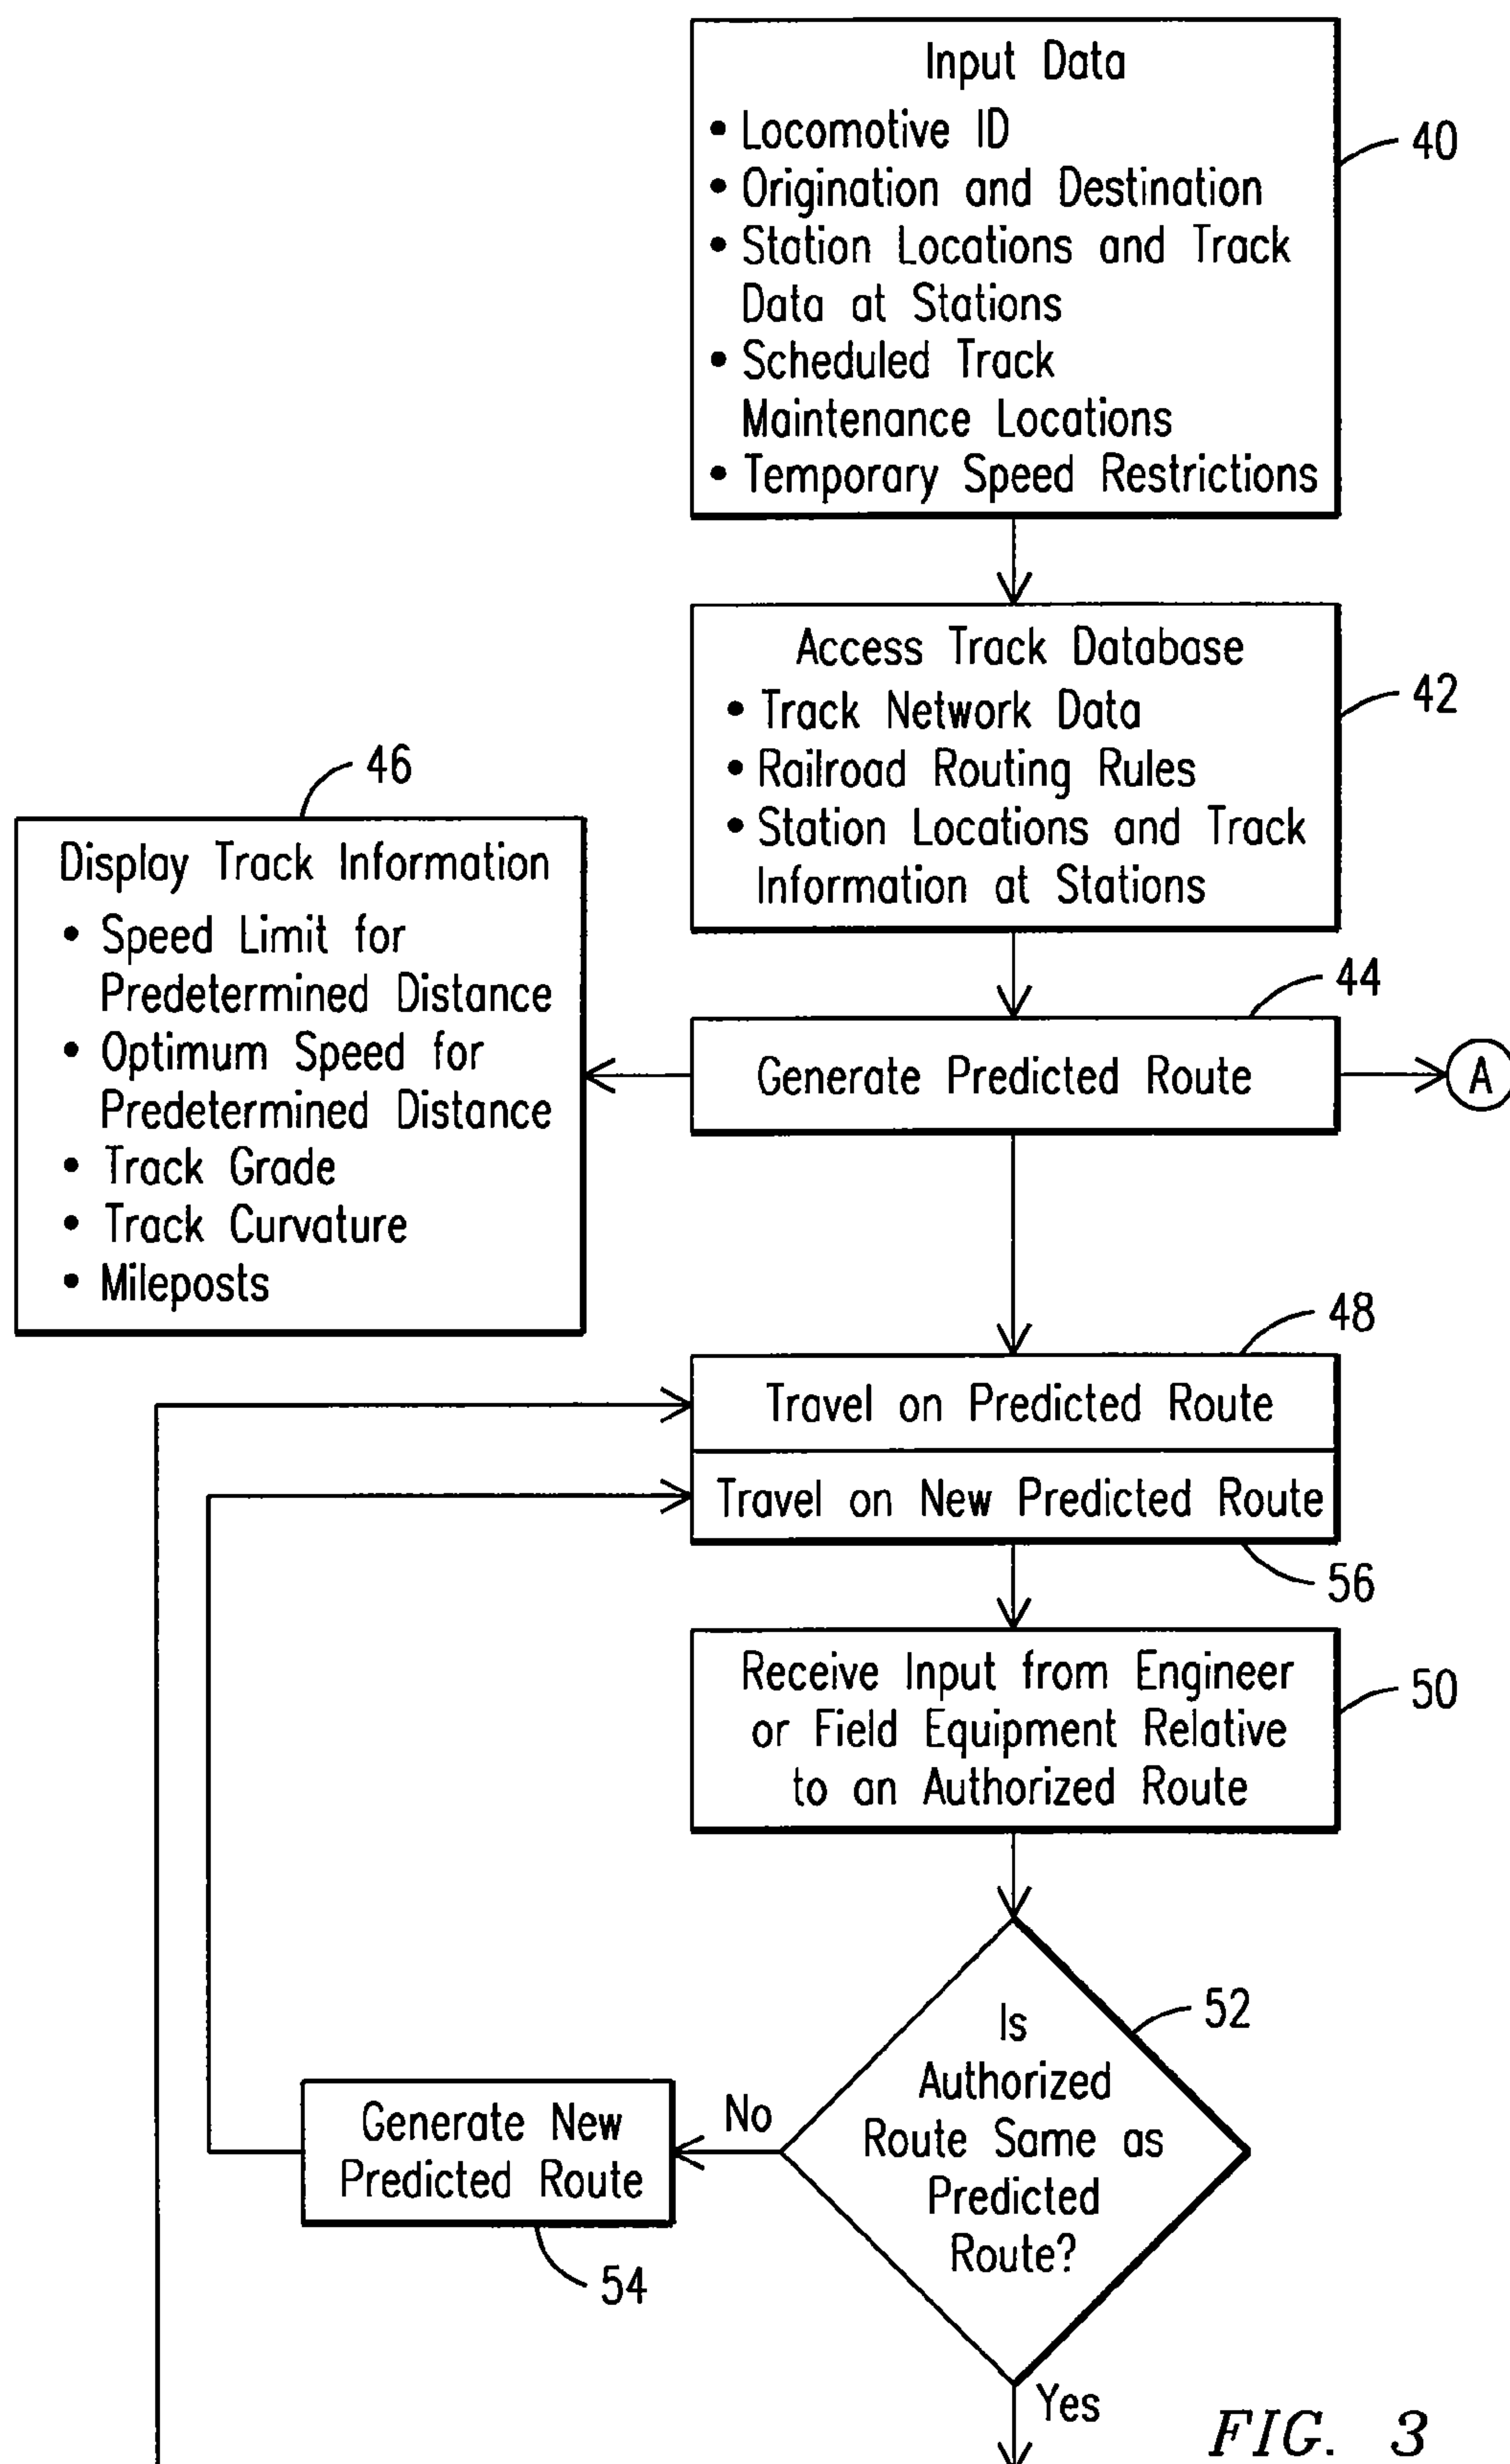 Input Data
• Locomotive ID
• Origination and Destination
• Station Locations and Track
Data at Stations
• Scheduled Track
Maintenance Locations
• Temporary Speed Restrictions
40
Access Track Database
• Track Network Data
• Railroad Routing Rules
• Station Locations and Track
Information at Stations
42
46
Display Track Information
• Speed Limit for
Predetermined Distance
• Optimum Speed for
Predetermined Distance
• Track Grade
• Track Curvature
• Mileposts
44
Generate Predicted Route
A
48
Travel on Predicted Route
Travel on New Predicted Route
56
Receive Input from Engineer
or Field Equipment Relative
to an Authorized Route
50
52
Is
Authorized
Route Same as
Predicted
Route?
No
Generate New
Predicted Route
54
Yes
FIG. 3